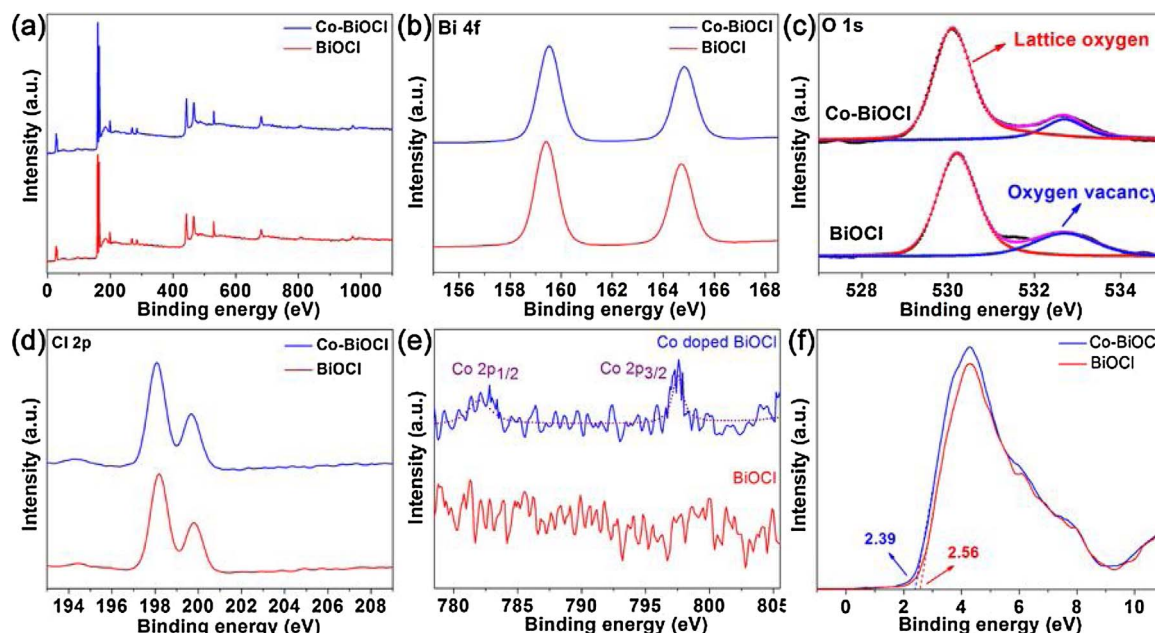 (a)
Co-BiOCl
BiOCl
Intensity (a.u.)
0 200 400 600 800 1000
Binding energy (eV)
(b) Bi 4f
Co-BiOCl
BiOCl
Intensity (a.u.)
156 158 160 162 164 166 168
Binding energy (eV)
(c) O 1s
Lattice oxygen
Co-BiOCl
Oxygen vacancy
BiOCl
Intensity (a.u.)
528 530 532 534
Binding energy (eV)
(d) Cl 2p
Co-BiOCl
BiOCl
Intensity (a.u.)
194 196 198 200 202 204 206 208
Binding energy (eV)
(e)
Co doped BiOCl
Co 2p1/2
Co 2p3/2
BiOCl
Intensity (a.u.)
780 785 790 795 800 805
Binding energy (eV)
(f)
Co-BiOCl
BiOCl
2.39
2.56
Intensity (a.u.)
0 2 4 6 8 10
Binding energy (eV)